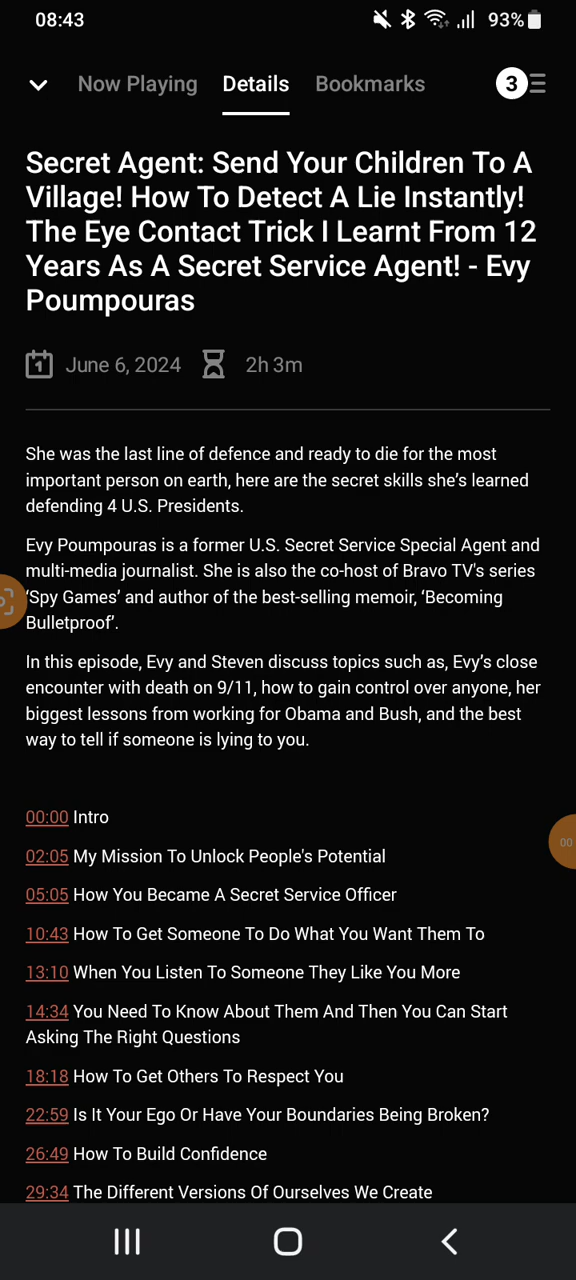 08:43
93%
Now Playing
Details
Bookmarks
3
Secret Agent: Send Your Children To A
Village! How To Detect A Lie Instantly!
The Eye Contact Trick I Learnt From 12
Years As A Secret Service Agent! - Evy
Poumpouras
1
June 6, 2024
2h 3m
She was the last line of defence and ready to die for the most
important person on earth, here are the secret skills she’s learned
defending 4 U.S. Presidents.
Evy Poumpouras is a former U.S. Secret Service Special Agent and
multi-media journalist. She is also the co-host of Bravo TV's series
‘Spy Games’ and author of the best-selling memoir, ‘Becoming
Bulletproof’.
In this episode, Evy and Steven discuss topics such as, Evy’s close
encounter with death on 9/11, how to gain control over anyone, her
biggest lessons from working for Obama and Bush, and the best
way to tell if someone is lying to you.
00:00 Intro
00
02:05 My Mission To Unlock People's Potential
05:05 How You Became A Secret Service Officer
10:43 How To Get Someone To Do What You Want Them To
13:10 When You Listen To Someone They Like You More
14:34 You Need To Know About Them And Then You Can Start
Asking The Right Questions
18:18 How To Get Others To Respect You
22:59 Is It Your Ego Or Have Your Boundaries Being Broken?
26:49 How To Build Confidence
29:34 The Different Versions Of Ourselves We Create